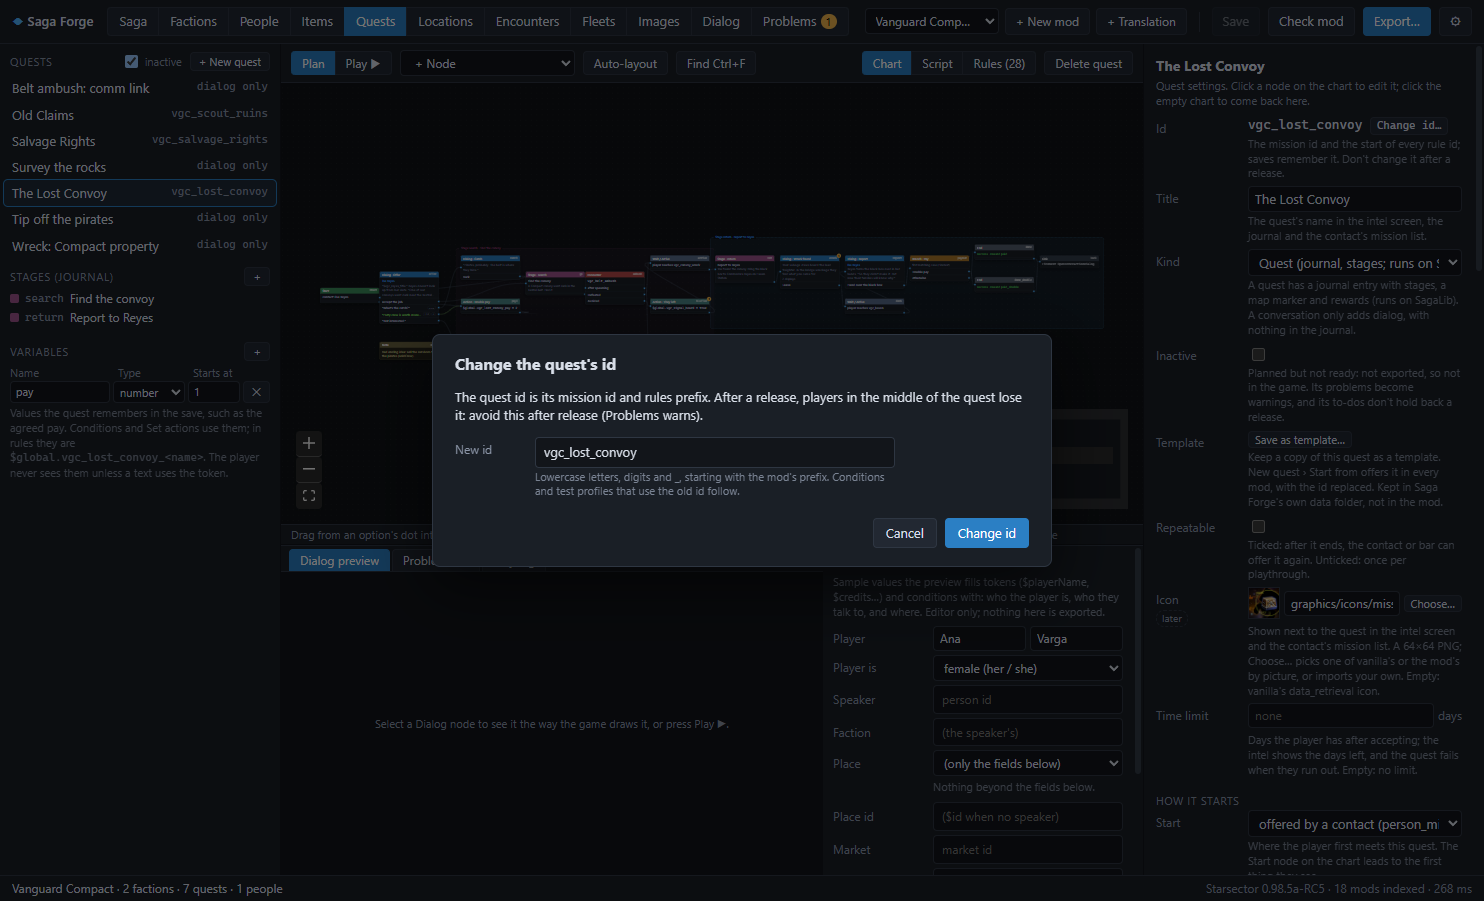 Saga Forge
Saga
Factions
People
Items
Quests
Locations
Encounters
Fleets
Images
Dialog
Problems 1
Vanguard Comp...
+ New mod
+ Translation
Save
Check mod
Export...
QUESTS
inactive
+ New quest
Belt ambush: comm link
dialog only
Old Claims
vgc_scout_ruins
Salvage Rights
vgc_salvage_rights
Survey the rocks
dialog only
The Lost Convoy
vgc_lost_convoy
Tip off the pirates
dialog only
Wreck: Compact property
dialog only
STAGES (JOURNAL)
+
search Find the convoy
return Report to Reyes
VARIABLES
+
Name
Type
Starts at
pay
number
1
Values the quest remembers in the save, such as the
agreed pay. Conditions and Set actions use them; in
rules they are
$global.vgc_lost_convoy_<name>. The player
never sees them unless a text uses the token.
Plan
Play ▶
+ Node
Auto-layout
Find Ctrl+F
Chart
Script
Rules (28)
Delete quest
Change the quest's id
The quest id is its mission id and rules prefix. After a release, players in the middle of the quest lose
it: avoid this after release (Problems warns).
New id
vgc_lost_convoy
Lowercase letters, digits and _, starting with the mod's prefix. Conditions
and test profiles that use the old id follow.
Cancel
Change id
Drag from an option's dot
Dialog preview
Select a Dialog node to see it the way the game draws it, or press Play ▶.
Sample values the preview fills tokens ($playerName,
$credits...) and conditions with: who the player is, who they
talk to, and where. Editor only; nothing here is exported.
Player
Ana
Varga
Player is
female (her / she)
Speaker
person id
Faction
(the speaker's)
Place
(only the fields below)
Nothing beyond the fields below.
Place id
($id when no speaker)
Market
market id
The Lost Convoy
Quest settings. Click a node on the chart to edit it; click the
empty chart to come back here.
Id
vgc_lost_convoy
Change id…
The mission id and the start of every rule id;
saves remember it. Don't change it after a
release.
Title
The Lost Convoy
The quest's name in the intel screen, the
journal and the contact's mission list.
Kind
Quest (journal, stages; runs on S
A quest has a journal entry with stages, a
map marker and rewards (runs on SagaLib).
A conversation only adds dialog, with
nothing in the journal.
Inactive
Planned but not ready: not exported, so not
in the game. Its problems become
warnings, and its to-dos don't hold back a
release.
Template
Save as template...
Keep a copy of this quest as a template.
New quest › Start from offers it in every
mod, with the id replaced. Kept in Saga
Forge's own data folder, not in the mod.
Repeatable
Ticked: after it ends, the contact or bar can
offer it again. Unticked: once per
playthrough.
Icon
later
graphics/icons/miss
Choose...
Shown next to the quest in the intel screen
and the contact's mission list. A 64×64 PNG;
Choose... picks one of vanilla's or the mod's
by picture, or imports your own. Empty:
vanilla's data_retrieval icon.
Time limit
none
days
Days the player has after accepting; the
intel shows the days left, and the quest fails
when they run out. Empty: no limit.
HOW IT STARTS
Start
offered by a contact (person_mi
Where the player first meets this quest. The
Start node on the chart leads to the first
Vanguard Compact · 2 factions · 7 quests · 1 people
Starsector 0.98.5a-RC5 · 18 mods indexed · 268 ms